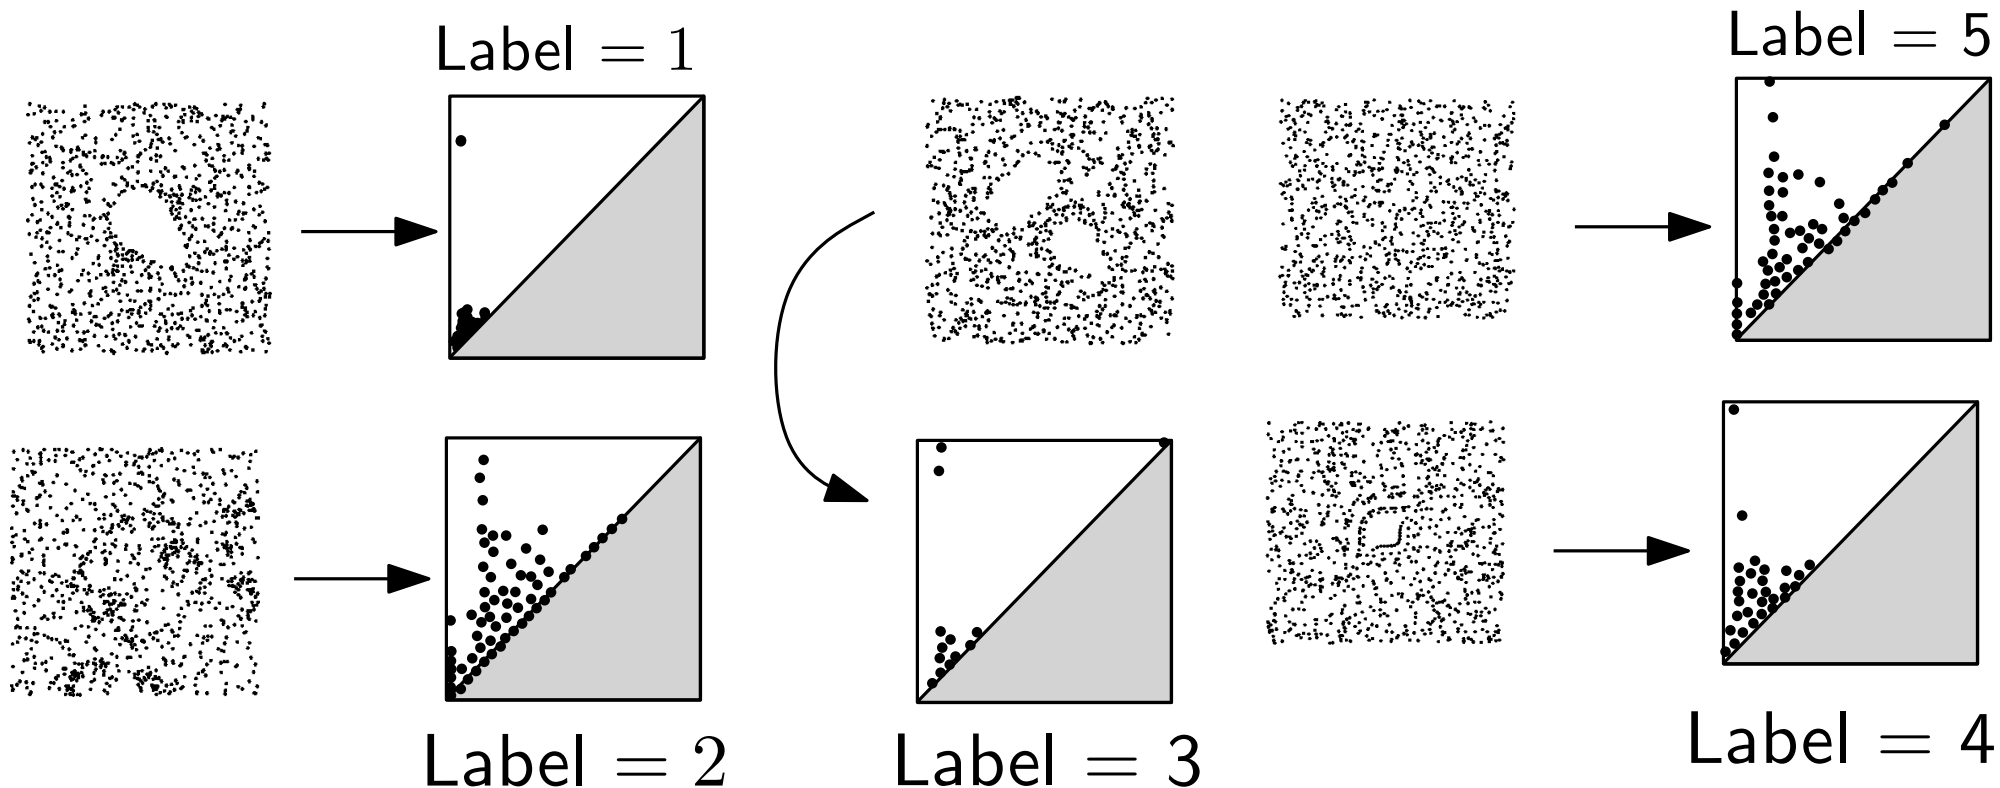 Label = 1
Label = 5
Label = 2
Label = 3
Label = 4